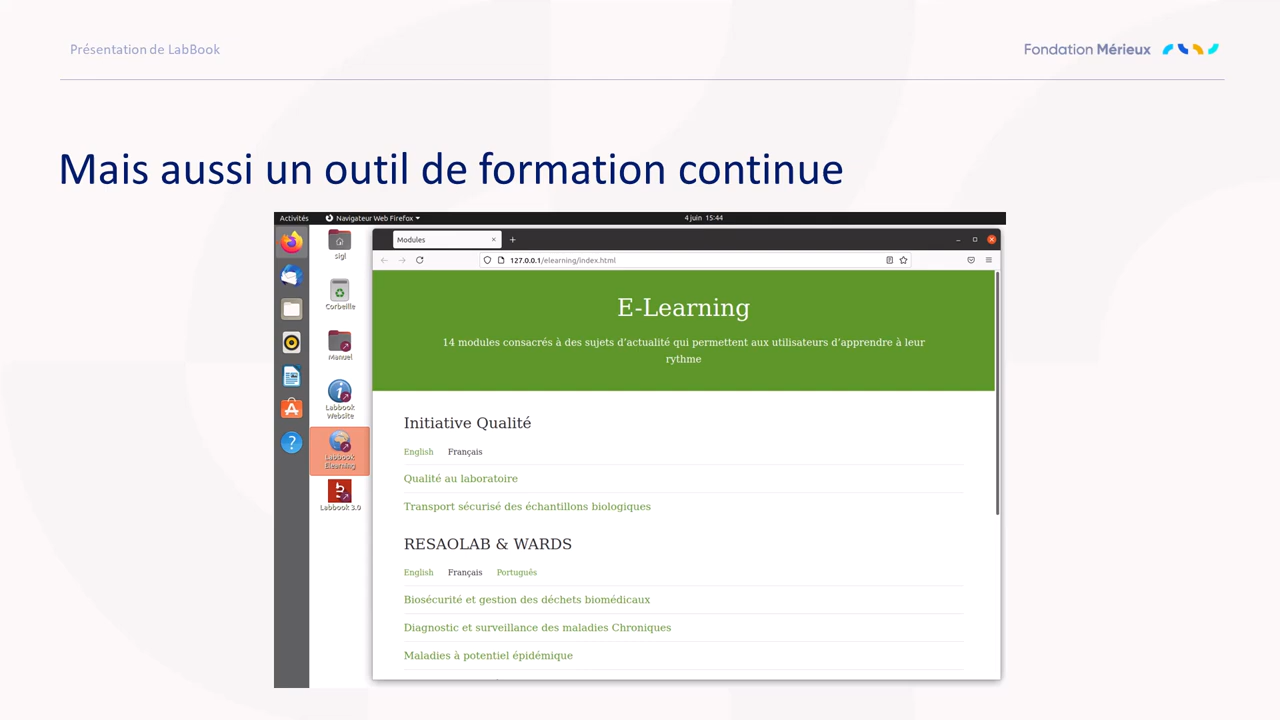 Présentation de LabBook
Fondation Mérieux
Mais aussi un outil de formation continue
Activités
Navigateur Web Firefox
4 juin 15:44
sigl
Corbeille
Manuel
Labbook
Website
Labbook
Elearning
Labbook 3.0
Modules
127.0.0.1/elearning/index.html
E-Learning
14 modules consacrés à des sujets d’actualité qui permettent aux utilisateurs d’apprendre à leur
rythme
Initiative Qualité
English Français
Qualité au laboratoire
Transport sécurisé des échantillons biologiques
RESAOLAB & WARDS
English Français Português
Biosécurité et gestion des déchets biomédicaux
Diagnostic et surveillance des maladies Chroniques
Maladies à potentiel épidémique